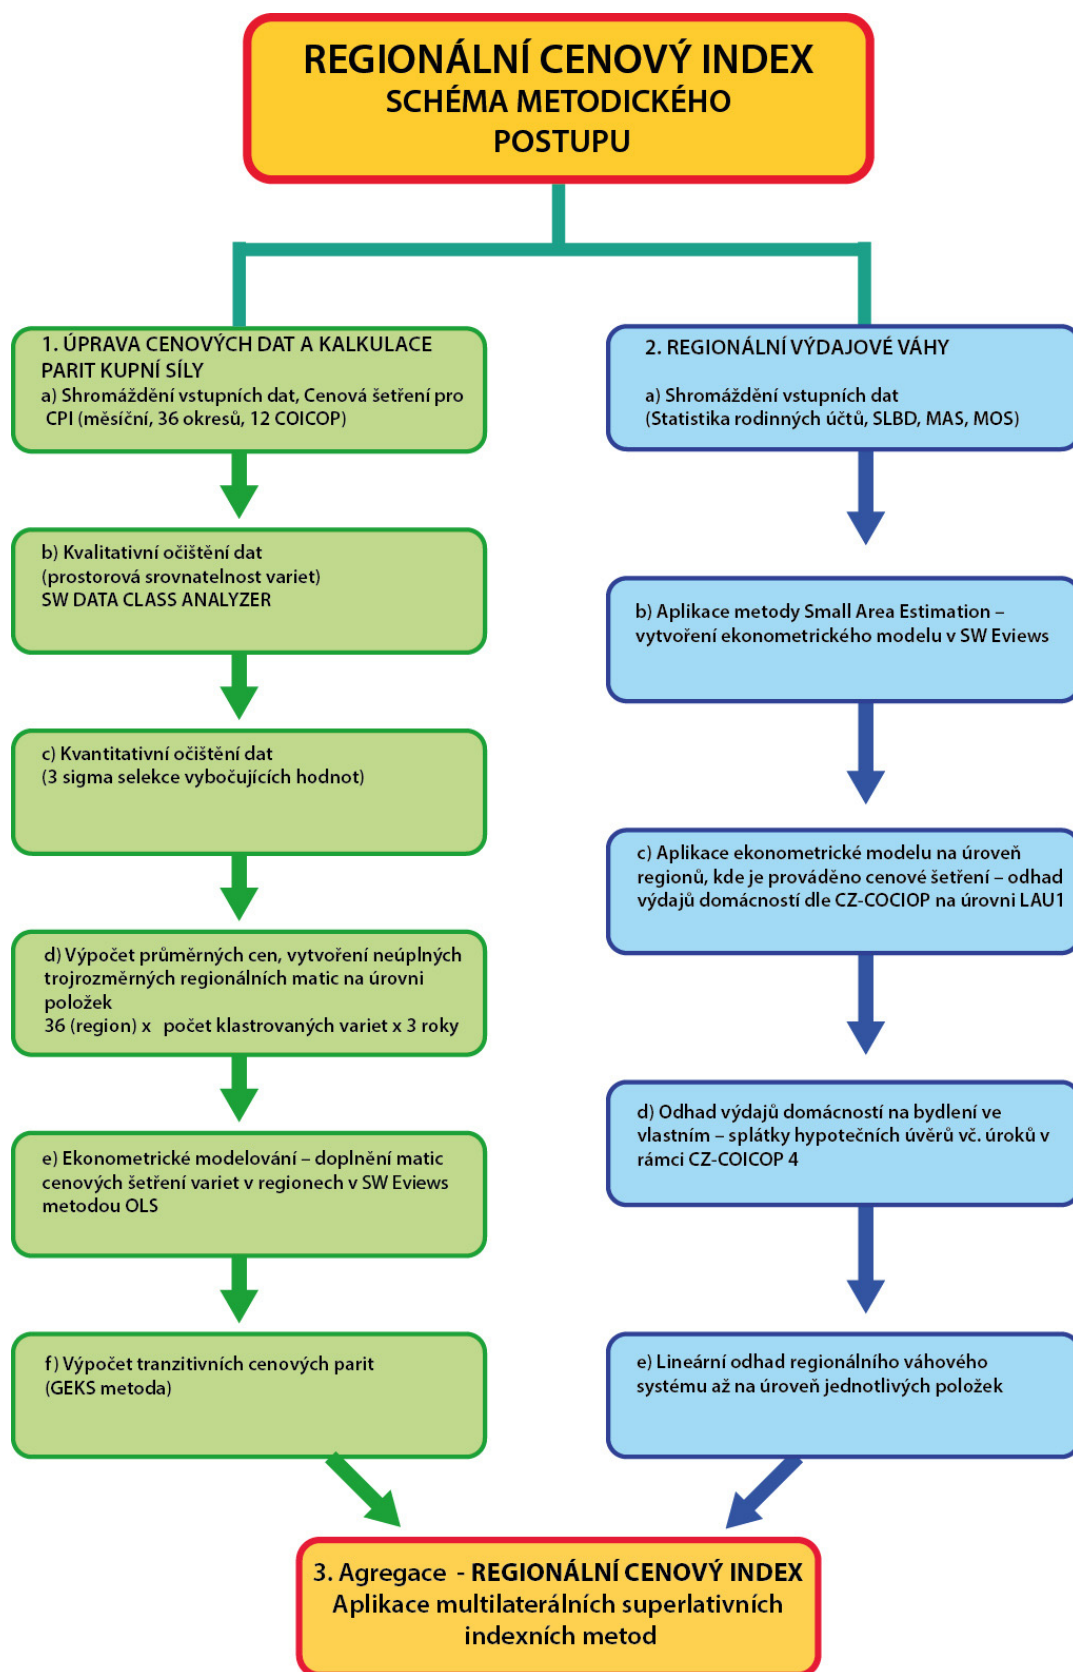 REGIONÁLNÍ CENOVÝ INDEX
SCHÉMA METODICKÉHO
POSTUPU
1. ÚPRAVA CENOVÝCH DAT A KALKULACE
PARIT KUPNÍ SÍLY
a) Shromáždění vstupních dat, Cenová šetření pro
CPI (měsíční, 36 okresů, 12 COICOP)
b) Kvalitativní očištění dat
(prostorová srovnatelnost variet)
SW DATA CLASS ANALYZER
c) Kvantitativní očištění dat
(3 sigma selekce vybočujících hodnot)
d) Výpočet průměrných cen, vytvoření neúplných
trojrozměrných regionálních matic na úrovni
položek
36 (region) x počet klastrovaných variet x 3 roky
e) Ekonometrické modelování – doplnění matic
cenových šetření variet v regionech v SW Eviews
metodou OLS
f) Výpočet tranzitivních cenových parit
(GEKS metoda)
2. REGIONÁLNÍ VÝDAJOVÉ VÁHY
a) Shromáždění vstupních dat
(Statistika rodinných účtů, SLBD, MAS, MOS)
b) Aplikace metody Small Area Estimation –
vytvoření ekonometrického modelu v SW Eviews
c) Aplikace ekonometrické modelu na úroveň
regionů, kde je prováděno cenové šetření – odhad
výdajů domácností dle CZ-COCIOP na úrovni LAU1
d) Odhad výdajů domácností na bydlení ve
vlastním – splátky hypotečních úvěrů vč. úroků v
rámci CZ-COICOP 4
e) Lineární odhad regionálního váhového
systému až na úroveň jednotlivých položek
3. Agregace - REGIONÁLNÍ CENOVÝ INDEX
Aplikace multilaterálních superlativních
indexních metod